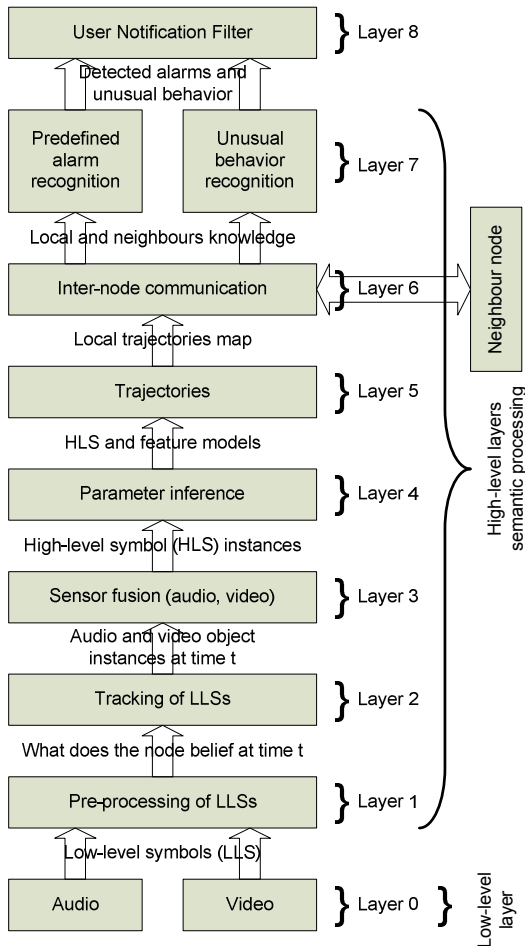 User Notification Filter
Layer 8
Detected alarms and
unusual behavior
Predefined
alarm
recognition
Unusual
behavior
recognition
Layer 7
Local and neighbours knowledge
Inter-node communication
Layer 6
Neighbour node
Local trajectories map
Trajectories
Layer 5
HLS and feature models
Parameter inference
Layer 4
High-level layers
semantic processing
High-level symbol (HLS) instances
Sensor fusion (audio, video)
Layer 3
Audio and video object
instances at time t
Tracking of LLSs
Layer 2
What does the node belief at time t
Pre-processing of LLSs
Layer 1
Low-level symbols (LLS)
Audio
Video
Layer 0
Low-level
layer